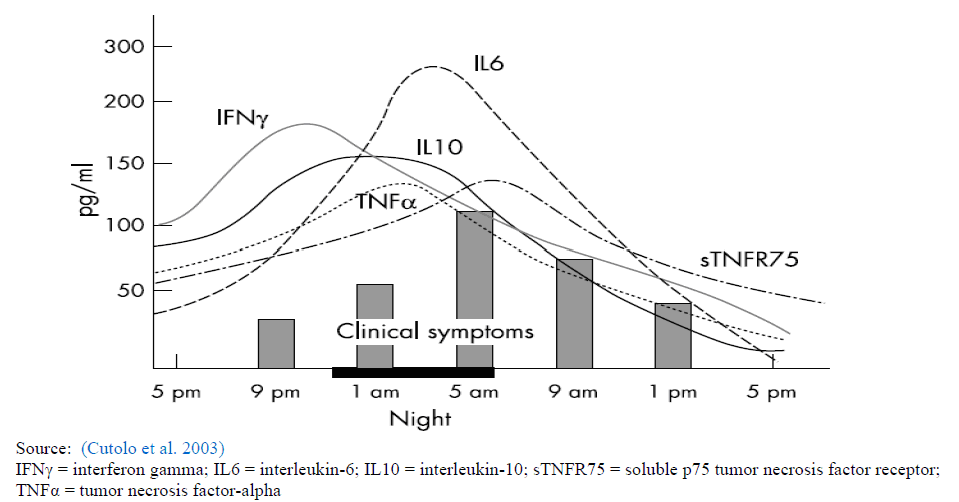 300
200
150
100
50
pg/ml
IFNγ
IL6
IL10
TNFα
sTNFR75
Clinical symptoms
5 pm 9 pm 1 am 5 am 9 am 1 pm 5 pm
Night
Source: (Cutolo et al. 2003)
IFNγ = interferon gamma; IL6 = interleukin-6; IL10 = interleukin-10; sTNFR75 = soluble p75 tumor necrosis factor receptor;
TNFα = tumor necrosis factor-alpha